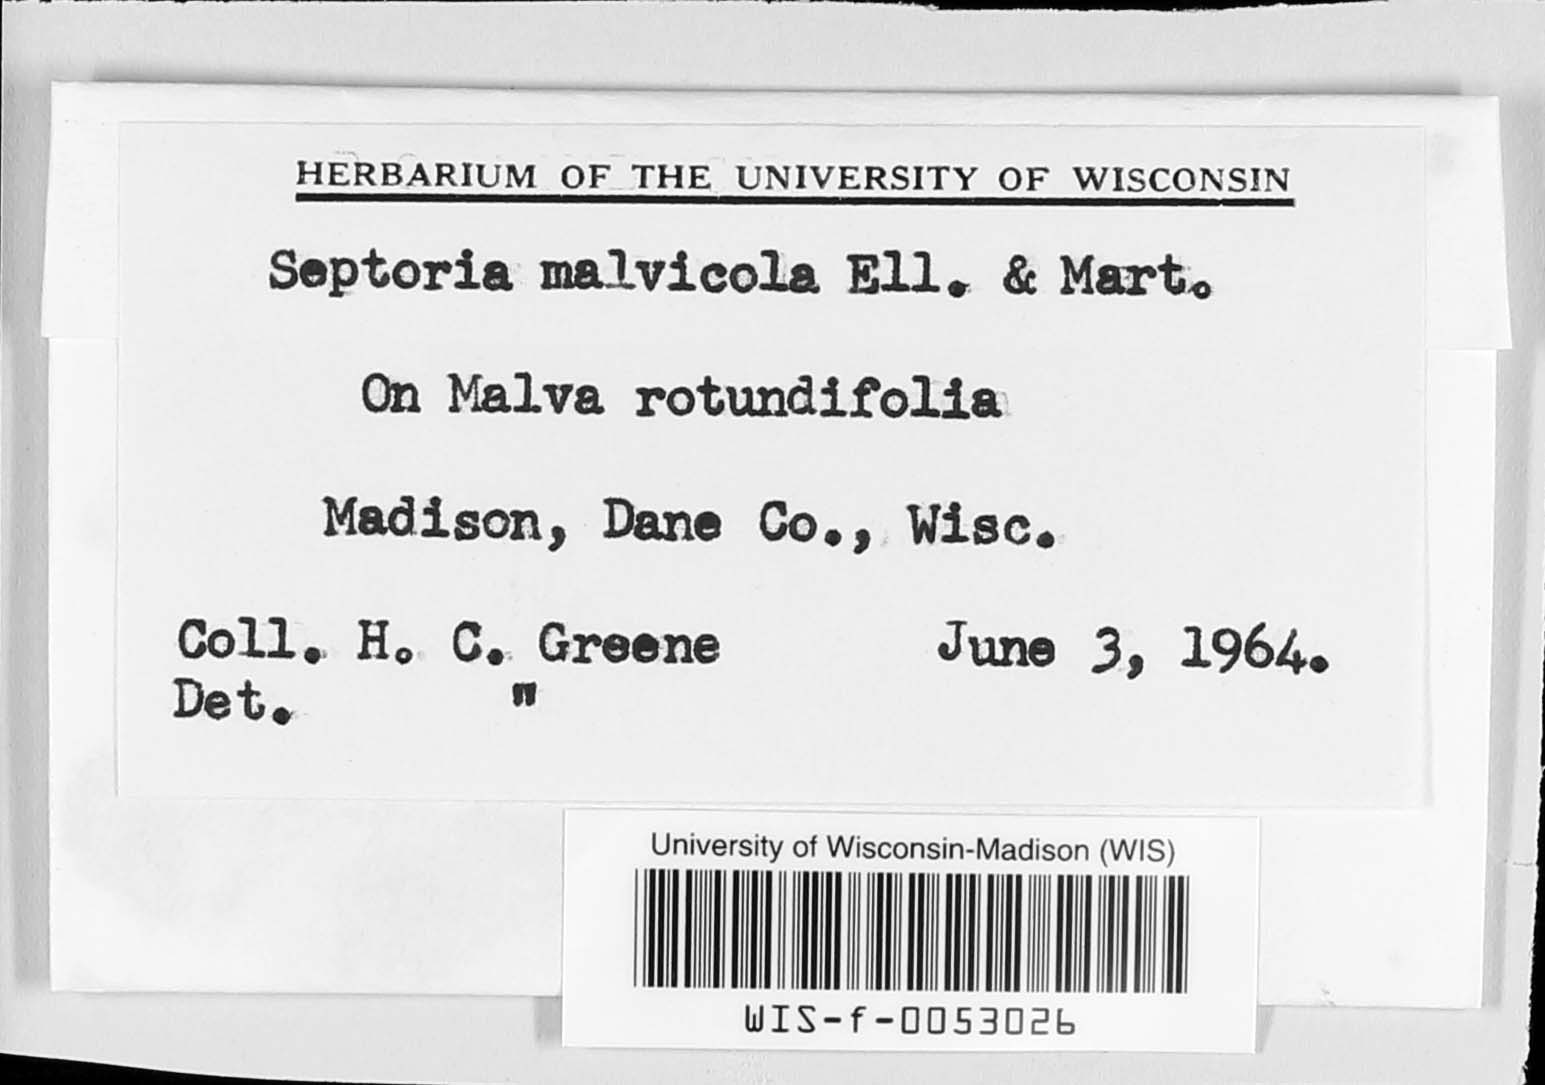 HERBARIUM OF THE UNIVERSITY OF WISCONSIN
Septoria malvicola Ell. & Mart.
On Malva rotundifolia
Madison, Dane Co., Wisc.
Coll. H. C. Greene June 3, 1964.
Det. "
University of Wisconsin-Madison (WIS)
WIS-f-0053026